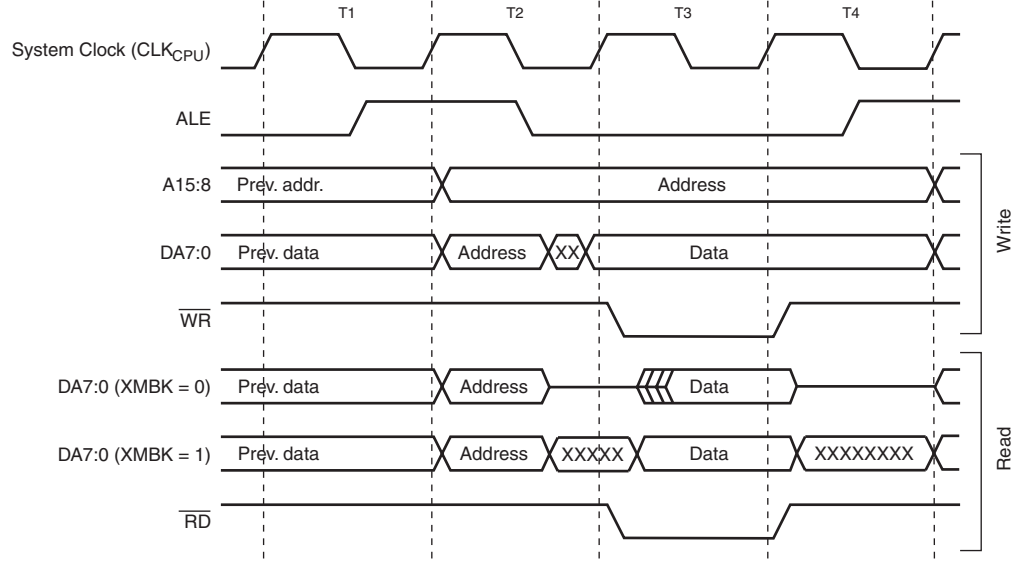 T1 T2 T3 T4
System Clock (CLKCPU)
ALE
A15:8 Prev. addr. Address
DA7:0 Prev. data Address XX Data
WR
Write
DA7:0 (XMBK = 0) Prev. data Address Data
DA7:0 (XMBK = 1) Prev. data Address XXXXX Data XXXXXXXX
RD
Read